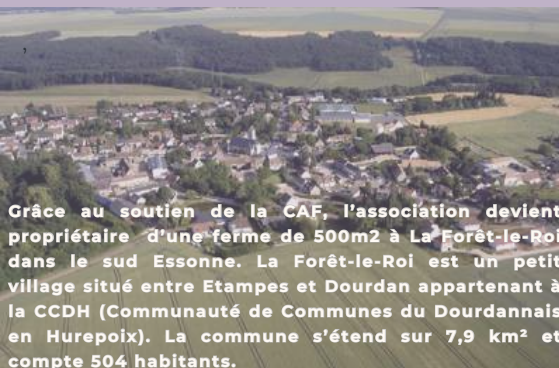 Grâce au soutien de la CAF, l'association devient
propriétaire d'une ferme de 500m2 à La Forêt-le-Roi
dans le sud Essonne. La Forêt-le-Roi est un petit
village situé entre Etampes et Dourdan appartenant à
la CCDH (Communauté de Communes du Dourdannais
en Hurepoix). La commune s'étend sur 7,9 km² et
compte 504 habitants.